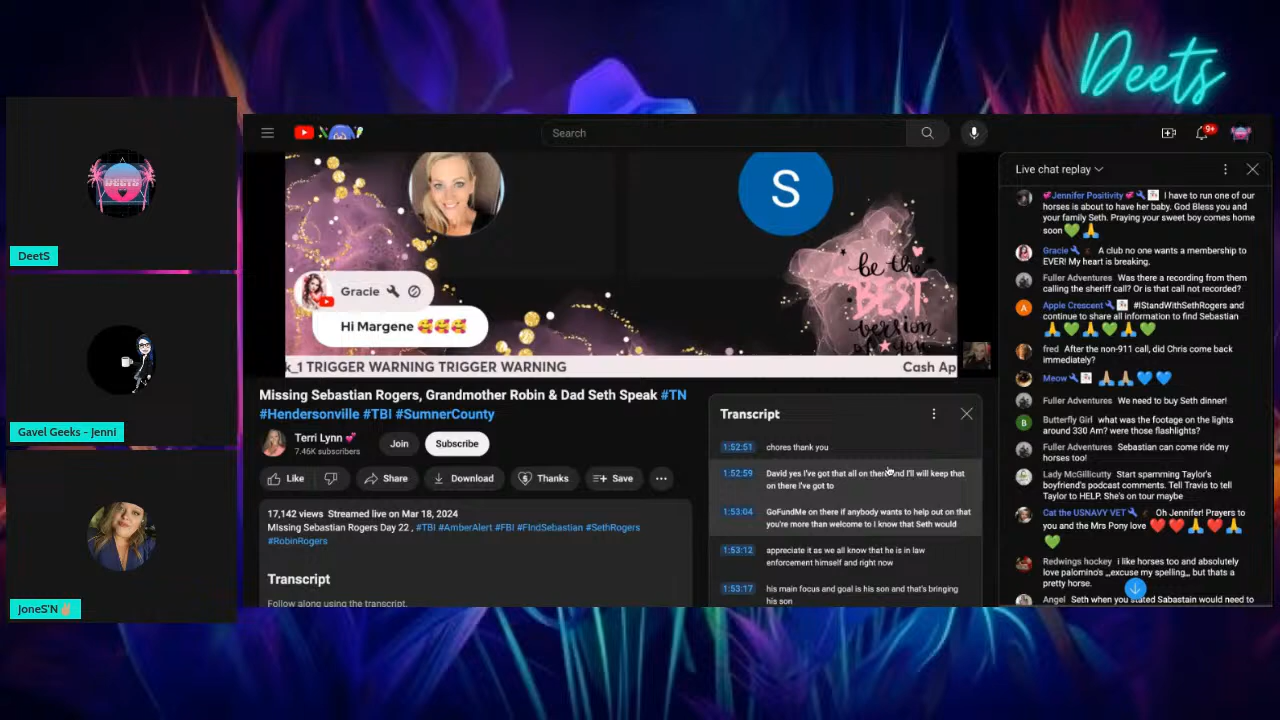 Deets
DEETS
DeetS
Gavel Geeks - Jenni
JoneS'N✌🏼
Search
9+
S
Gracie
Hi Margene 🥰🥰🥰
be the
BEST
version
of you
k_1 TRIGGER WARNING TRIGGER WARNING
Cash Ap
Missing Sebastian Rogers, Grandmother Robin & Dad Seth Speak #TN
#Hendersonville #TBI #SumnerCounty
Terri Lynn 💕
7.46K subscribers
Join
Subscribe
Like
Share
Download
Thanks
Save
17,142 views Streamed live on Mar 18, 2024
Missing Sebastian Rogers Day 22 , #TBI #AmberAlert #FBI #FIndSebastian #SethRogers
#RobinRogers
Transcript
Follow along using the transcript.
Transcript
1:52:51 chores thank you
1:52:59 David yes I've got that all on there and I'll will keep that
on there I've got to
1:53:04 GoFundMe on there if anybody wants to help out on that
you're more than welcome to I know that Seth would
1:53:12 appreciate it as we all know that he is in law
enforcement himself and right now
1:53:17 his main focus and goal is his son and that's bringing
his son
Live chat replay
💕Jennifer Positivity💕 I have to run one of our
horses is about to have her baby. God Bless you and
your family Seth. Praying your sweet boy comes home
soon 💚🙏
Gracie A club no one wants a membership to
EVER! My heart is breaking.
Fuller Adventures Was there a recording from them
calling the sheriff call? Or is that call not recorded?
A
Apple Crescent #IStandWithSethRogers and
continue to share all information to find Sebastian
🙏💚🙏💚🙏💚
fred After the non-911 call, did Chris come back
immediately?
Meow 🙏🏼🙏🏼💙💙
Fuller Adventures We need to buy Seth dinner!
B
Butterfly Girl what was the footage on the lights
around 330 Am? were those flashlights?
Fuller Adventures Sebastian can come ride my
horses too!
Lady McGillicutty Start spamming Taylor's
boyfriend's podcast comments. Tell Travis to tell
Taylor to HELP. She's on tour maybe
Cat the USNAVY VET Oh Jennifer! Prayers to
you and the Mrs Pony love ❤️❤️🙏❤️🙏
💚
Redwings hockey i like horses too and absolutely
love palomino's ,,excuse my spelling,, but thats a
pretty horse.
Angel Seth when you stated Sabastain would need to